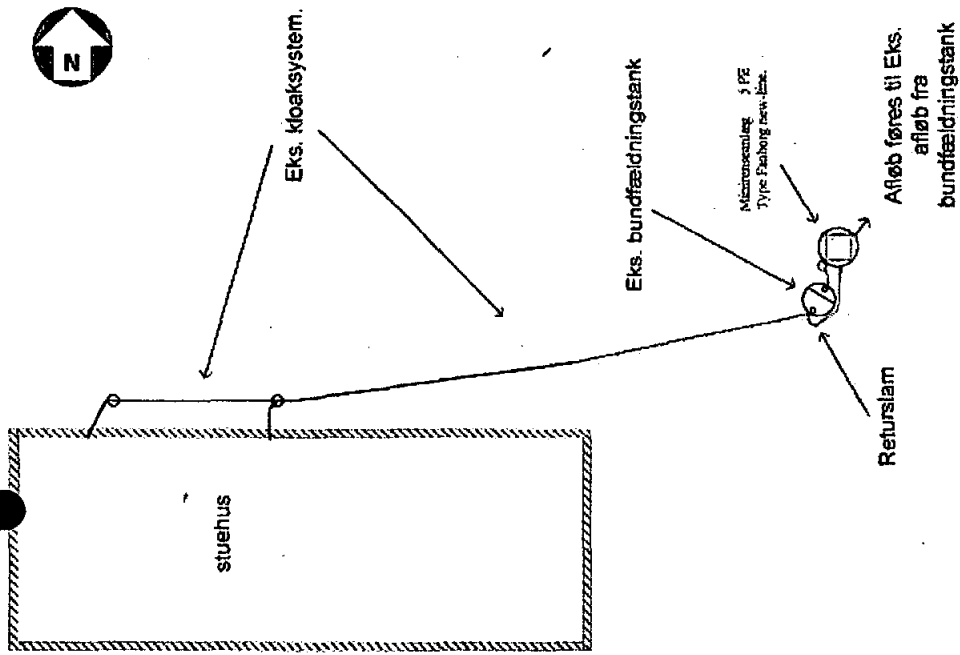 N
Eks. kloaksystem.
stuehus
Eks. bundfældningstank
Minirenseanlæg 5 PE
Type Faaborg new-line.
Afløb føres til Eks.
afløb fra
bundfældningstank
Returslam